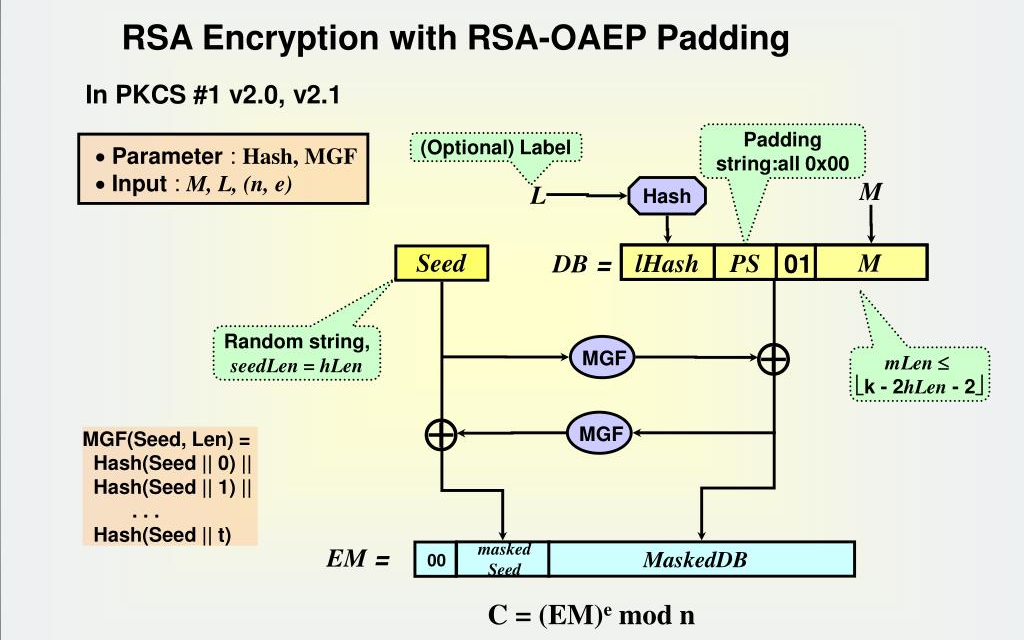 RSA Encryption with RSA-OAEP Padding
In PKCS #1 v2.0, v2.1
• Parameter : Hash, MGF
• Input : M, L, (n, e)
(Optional) Label
Padding
string:all 0x00
L
Hash
M
Seed
DB =
lHash
PS
01
M
Random string,
seedLen = hLen
MGF
mLen ≤
⌊k - 2hLen - 2⌋
MGF
MGF(Seed, Len) =
Hash(Seed || 0) ||
Hash(Seed || 1) ||
. . .
Hash(Seed || t)
EM =
00
masked
Seed
MaskedDB
C = (EM)ᵉ mod n